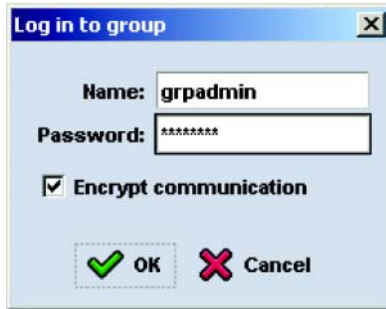 Log in to group
Name: grpadmin
Password: ********
Encrypt communication
OK Cancel